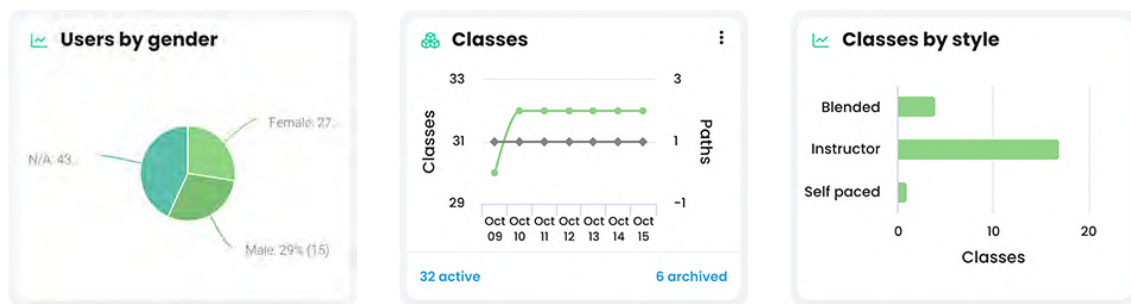 Users by gender
Female: 27...
N/A: 43...
Male: 29% (15)
Classes
33
31
29
Classes
3
1
-1
Paths
Oct 09
Oct 10
Oct 11
Oct 12
Oct 13
Oct 14
Oct 15
32 active
6 archived
Classes by style
Blended
Instructor
Self paced
0
10
20
Classes